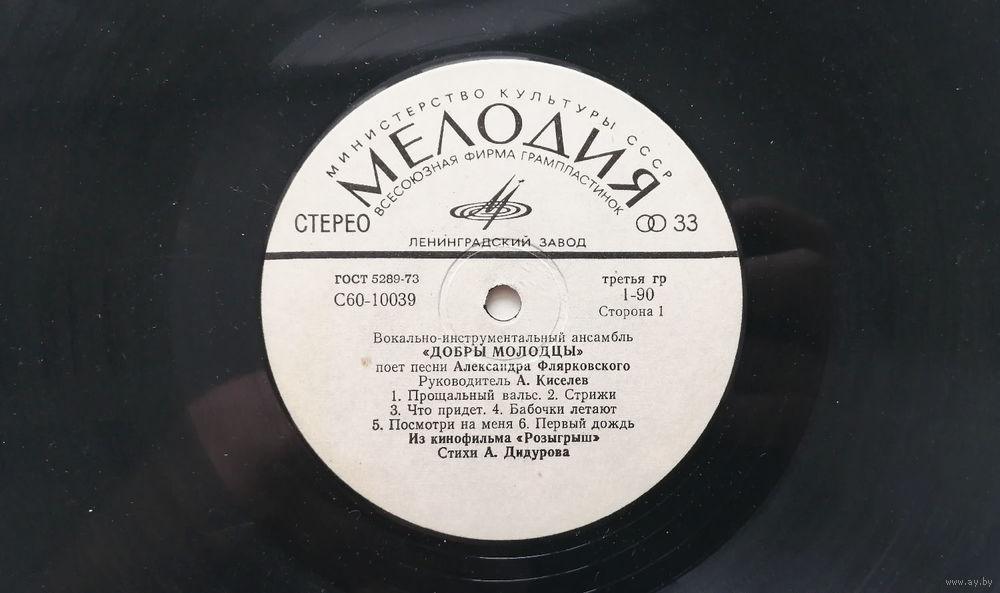 МИНИСТЕРСТВО КУЛЬТУРЫ СССР
МЕЛОДИЯ
ВСЕСОЮЗНАЯ ФИРМА ГРАМПЛАСТИНОК
СТЕРЕО
33
ЛЕНИНГРАДСКИЙ ЗАВОД
ГОСТ 5289-73
С60-10039
третья гр
1-90
Сторона 1
Вокально-инструментальный ансамбль
«ДОБРЫ МОЛОДЦЫ»
поет песни Александра Флярковского
Руководитель А. Киселев
1. Прощальный вальс. 2. Стрижи
3. Что придет. 4. Бабочки летают
5. Посмотри на меня 6. Первый дождь
Из кинофильма «Розыгрыш»
Стихи А. Дидурова
www.ay.by